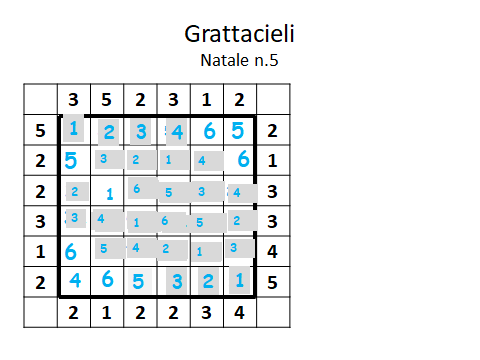 Grattacieli
Natale n.5
3 5 2 3 1 2
5 1 2 3 4 6 5 2
2 5 3 2 1 4 6 1
2 2 1 6 5 3 4 3
3 3 4 1 6 5 2 3
1 6 5 4 2 1 3 4
2 4 6 5 3 2 1 5
2 1 2 2 3 4